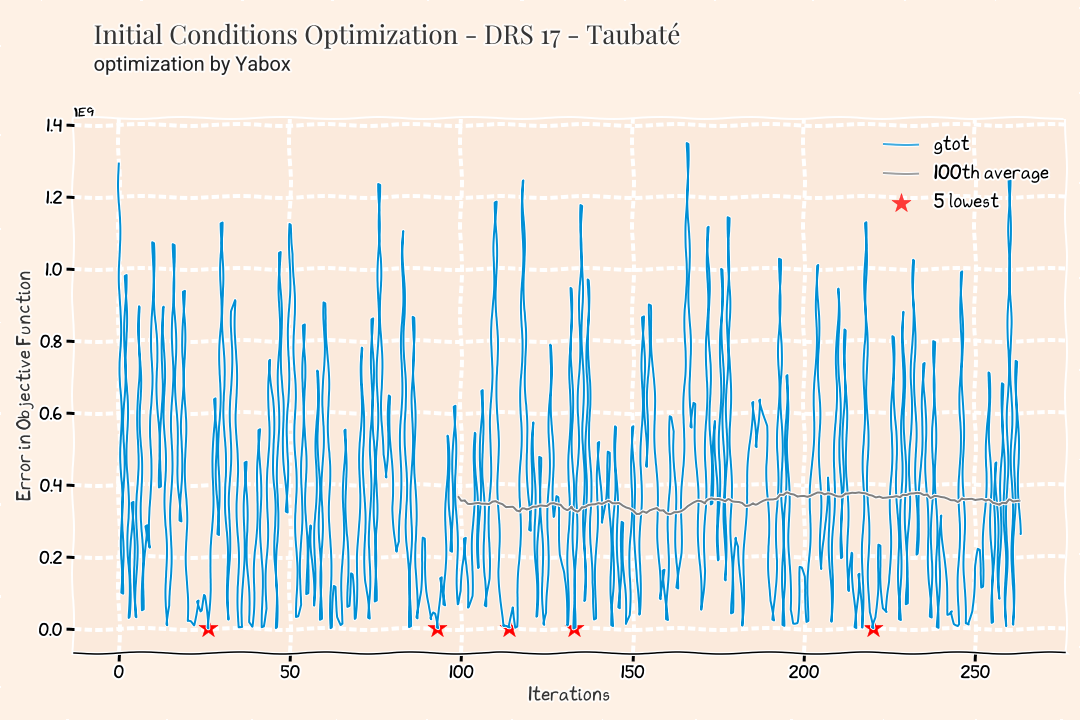 Initial Conditions Optimization - DRS 17 - Taubaté
optimization by Yabox
1E9
1.4
1.2
1.0
0.8
0.6
0.4
0.2
0.0
Error in Objective Function
gtot
100th average
5 lowest
0 50 100 150 200 250
Iterations